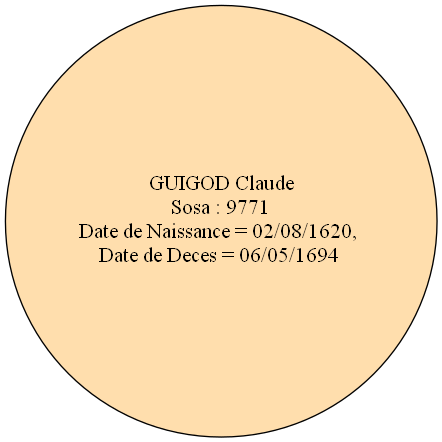 GUIGOD Claude
Sosa : 9771
Date de Naissance = 02/08/1620,
Date de Deces = 06/05/1694